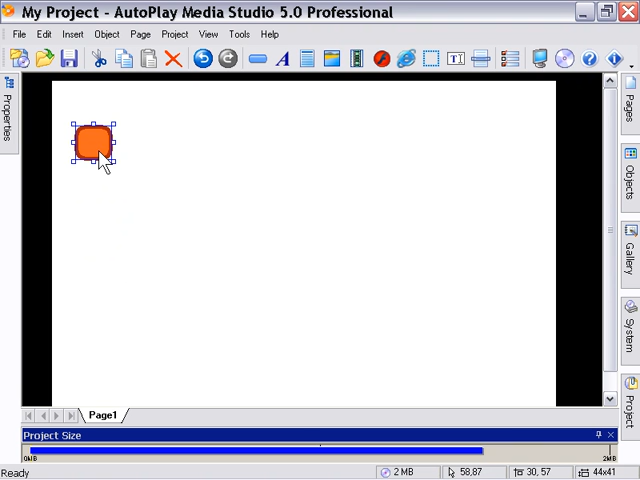 My Project - AutoPlay Media Studio 5.0 Professional
File Edit Insert Object Page Project View Tools Help
Properties
Pages
Objects
Gallery
System
Project
Page1
Project Size
0MB
2MB
Ready
2 MB
58,87
30, 57
44x41